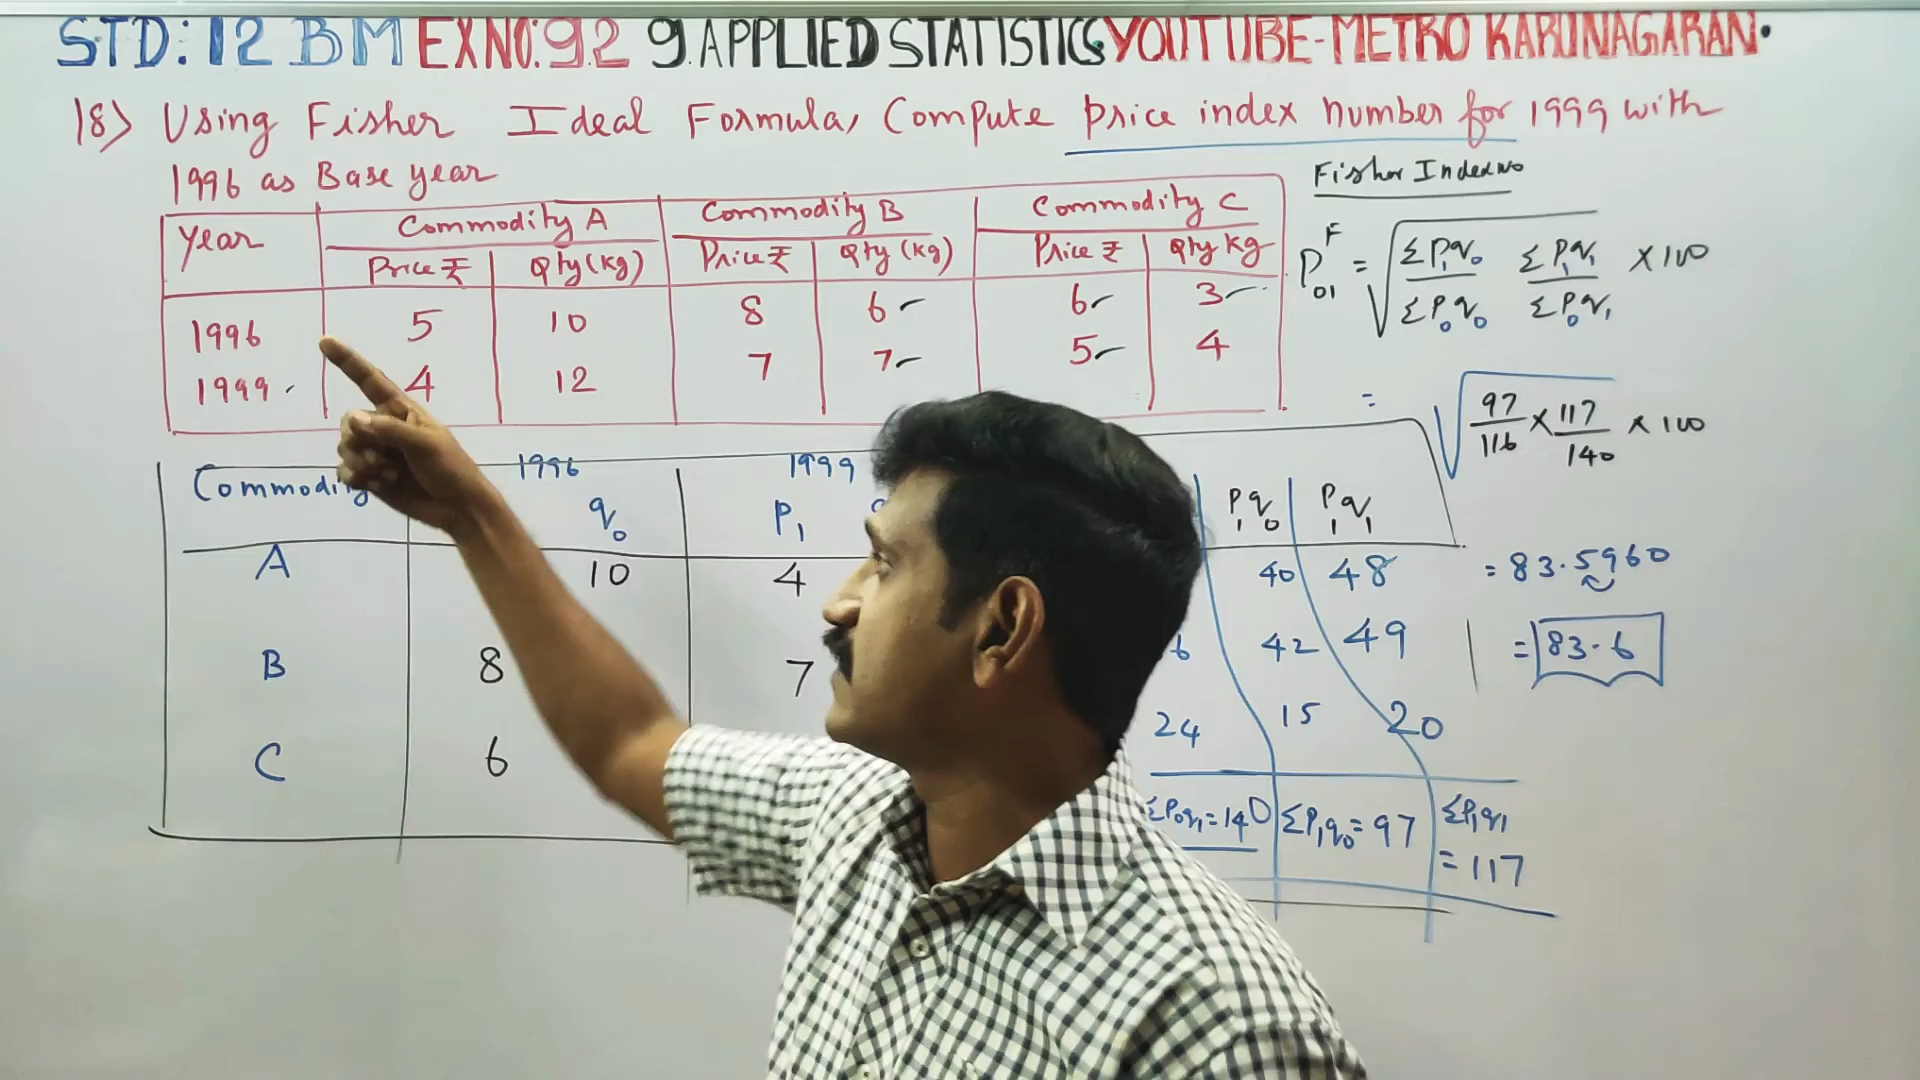 STD: 12 BM EX NO: 9.2 9. APPLIED STATISTICS YOUTUBE-METRO KARUNAGARAN.
18) Using Fisher Ideal Formula, Compute price index number for 1999 with
1996 as Base year
Year Commodity A Commodity B Commodity C
Price ₹ Qty (Kg) Price ₹ Qty (Kg) Price ₹ Qty Kg
1996 5 10 8 6 6 3
1999 4 12 7 7 5 4
Fisher Index no
P₀₁ᶠ = √ Σp₁q₀ / Σp₀q₀ Σp₁q₁ / Σp₀q₁ × 100
= √ 97/116 × 117/140 × 100
= 83.5960
= 83.6
1996 1999
q₀ P₁ P₁q₀ P₁q₁
A 10 4 40 48
B 8 7 42 49
C 6 24 15 20
ΣP₀q₁ = 140 ΣP₁q₀ = 97 ΣP₁q₁ = 117